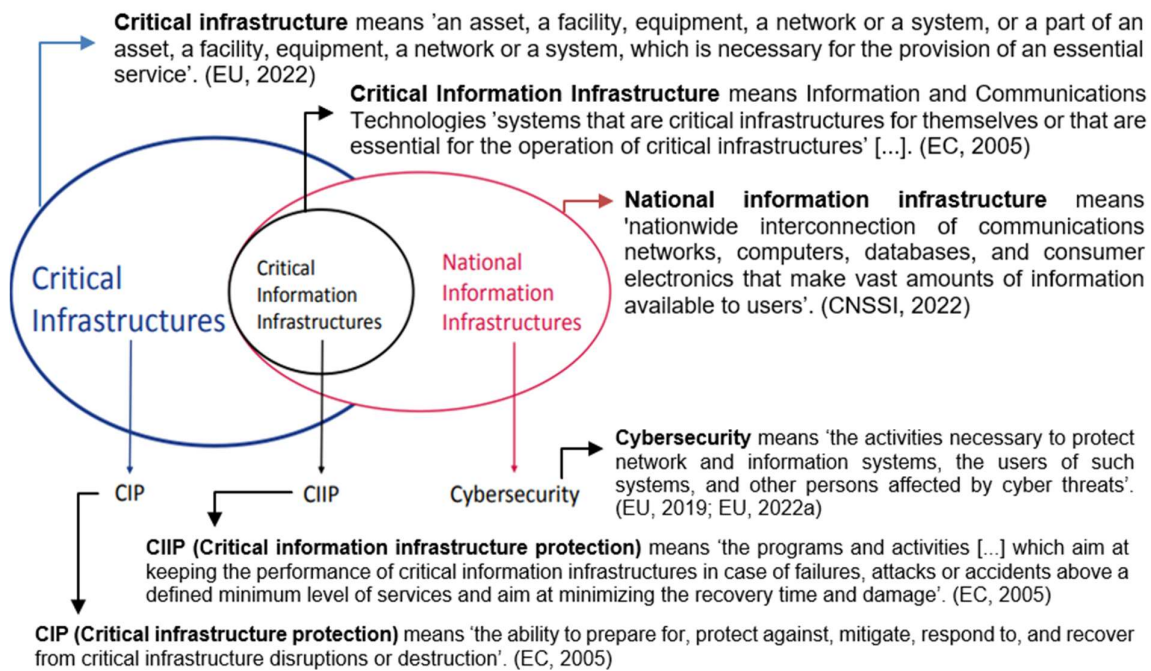 Critical infrastructure means 'an asset, a facility, equipment, a network or a system, or a part of an
asset, a facility, equipment, a network or a system, which is necessary for the provision of an essential
service'. (EU, 2022)
Critical Information Infrastructure means Information and Communications
Technologies 'systems that are critical infrastructures for themselves or that are
essential for the operation of critical infrastructures' [...]. (EC, 2005)
National information infrastructure means
'nationwide interconnection of communications
networks, computers, databases, and consumer
electronics that make vast amounts of information
available to users'. (CNSSI, 2022)
Critical
Infrastructures
Critical
Information
Infrastructures
National
Information
Infrastructures
CIP
CIIP
Cybersecurity
Cybersecurity means 'the activities necessary to protect
network and information systems, the users of such
systems, and other persons affected by cyber threats'.
(EU, 2019; EU, 2022a)
CIIP (Critical information infrastructure protection) means 'the programs and activities [...] which aim at
keeping the performance of critical information infrastructures in case of failures, attacks or accidents above a
defined minimum level of services and aim at minimizing the recovery time and damage'. (EC, 2005)
CIP (Critical infrastructure protection) means 'the ability to prepare for, protect against, mitigate, respond to, and recover
from critical infrastructure disruptions or destruction'. (EC, 2005)